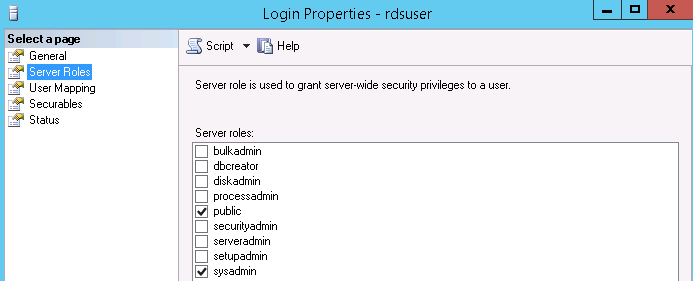 Login Properties - rdsuser
Select a page
General
Server Roles
User Mapping
Securables
Status
Script
Help
Server role is used to grant server-wide security privileges to a user.
Server roles:
bulkadmin
dbcreator
diskadmin
processadmin
public
securityadmin
serveradmin
setupadmin
sysadmin